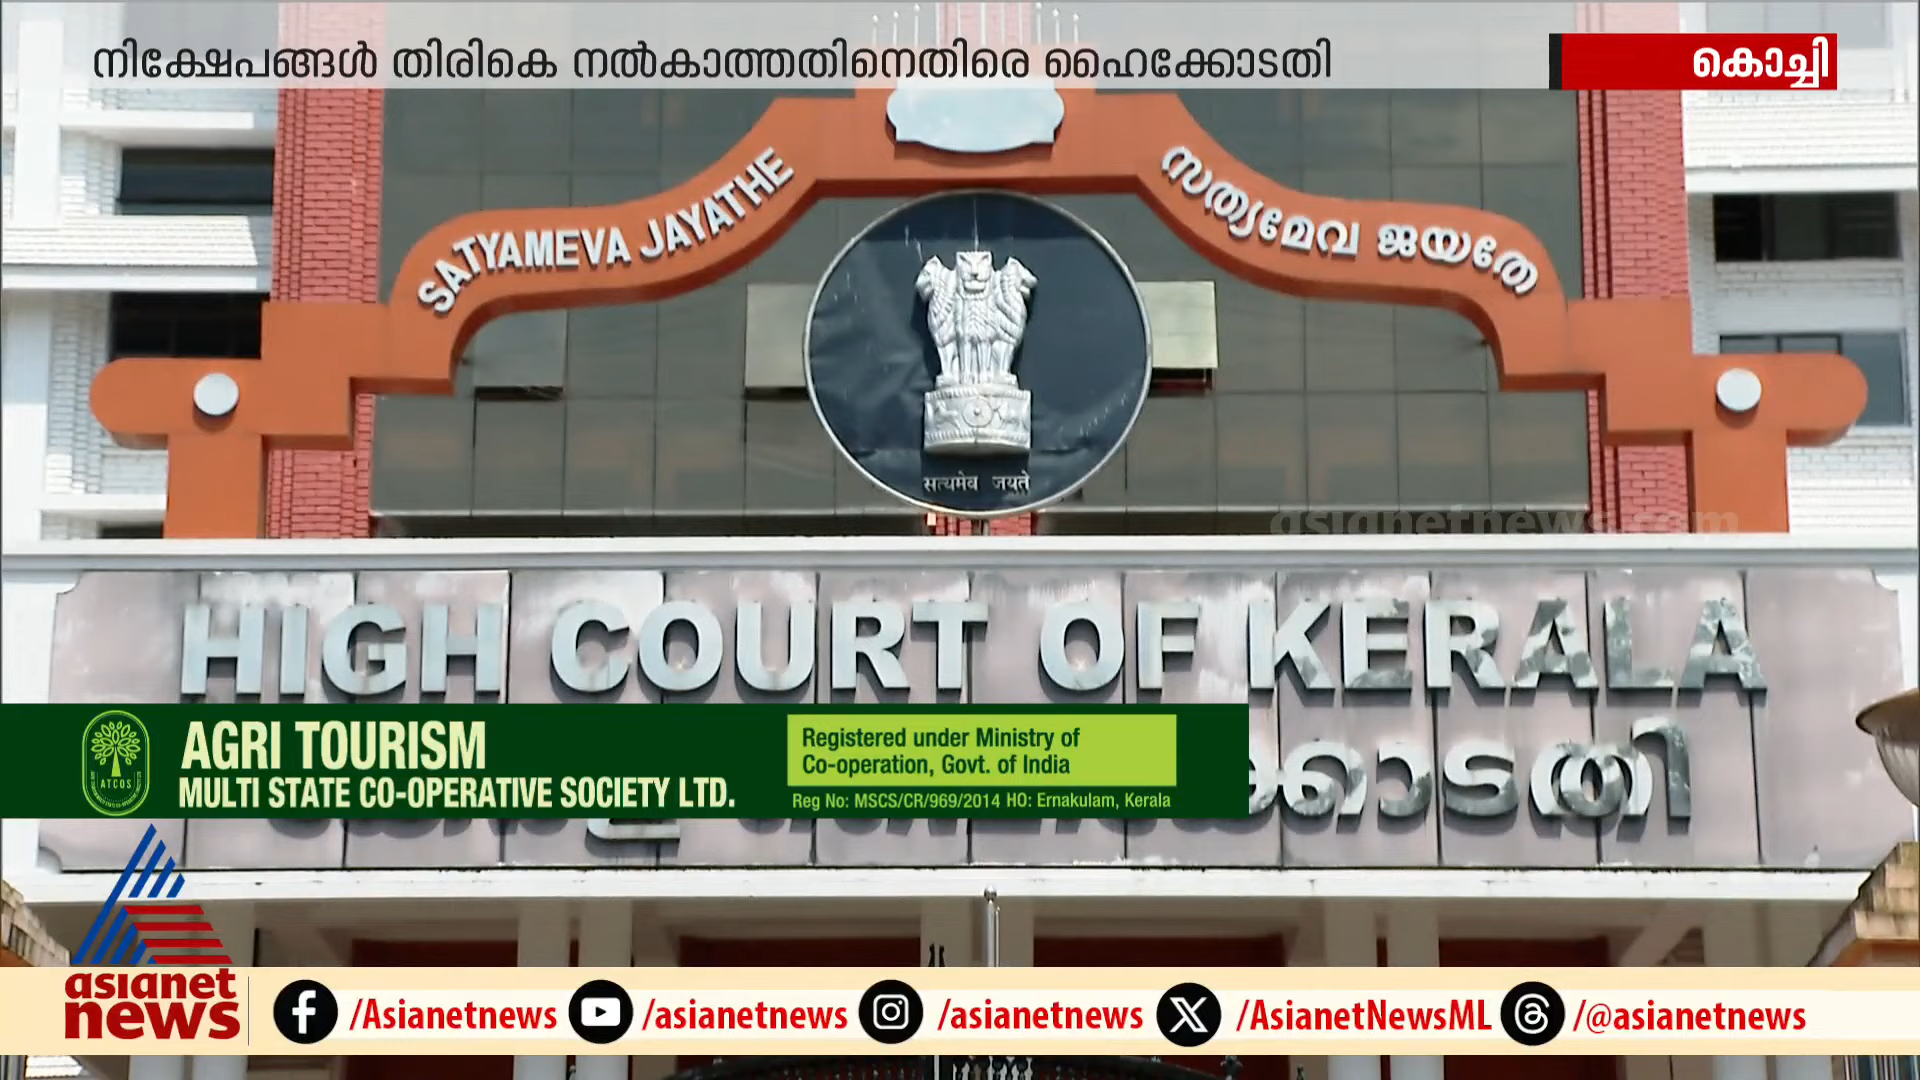 നിക്ഷേപങ്ങൾ തിരികെ നൽകാത്തതിനെതിരെ ഹൈക്കോടതി
കൊച്ചി
SATYAMEVA JAYATHE
സത്യമേവ ജയതേ
सत्यमेव जयते
asianetnews.com
HIGH COURT OF KERALA
AGRI TOURISM
MULTI STATE CO-OPERATIVE SOCIETY LTD.
ATCOS
Registered under Ministry of
Co-operation, Govt. of India
Reg No: MSCS/CR/969/2014 HO: Ernakulam, Kerala
asianet
news
/Asianetnews
/asianetnews
/asianetnews
/AsianetNewsML
/@asianetnews